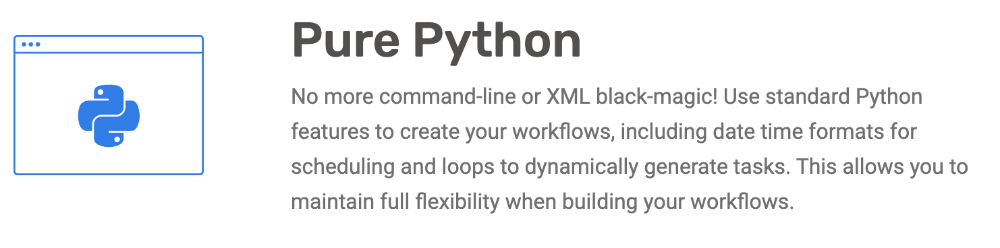 Pure Python
No more command-line or XML black-magic! Use standard Python
features to create your workflows, including date time formats for
scheduling and loops to dynamically generate tasks. This allows you to
maintain full flexibility when building your workflows.